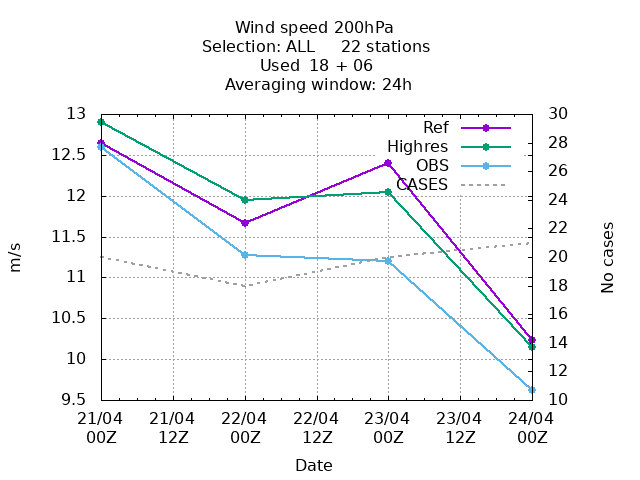 Wind speed 200hPa
Selection: ALL 22 stations
Used 18 + 06
Averaging window: 24h
13
12.5
12
11.5
11
10.5
10
9.5
m/s
Ref
Highres
OBS
CASES
30
28
26
24
22
20
18
16
14
12
10
No cases
21/04 21/04 22/04 22/04 23/04 23/04 24/04
00Z 12Z 00Z 12Z 00Z 12Z 00Z
Date